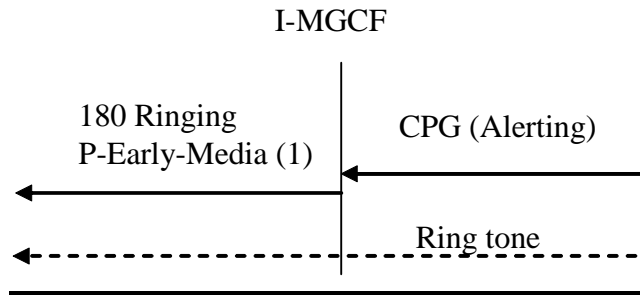 I-MGCF
180 Ringing
P-Early-Media (1)
CPG (Alerting)
Ring tone